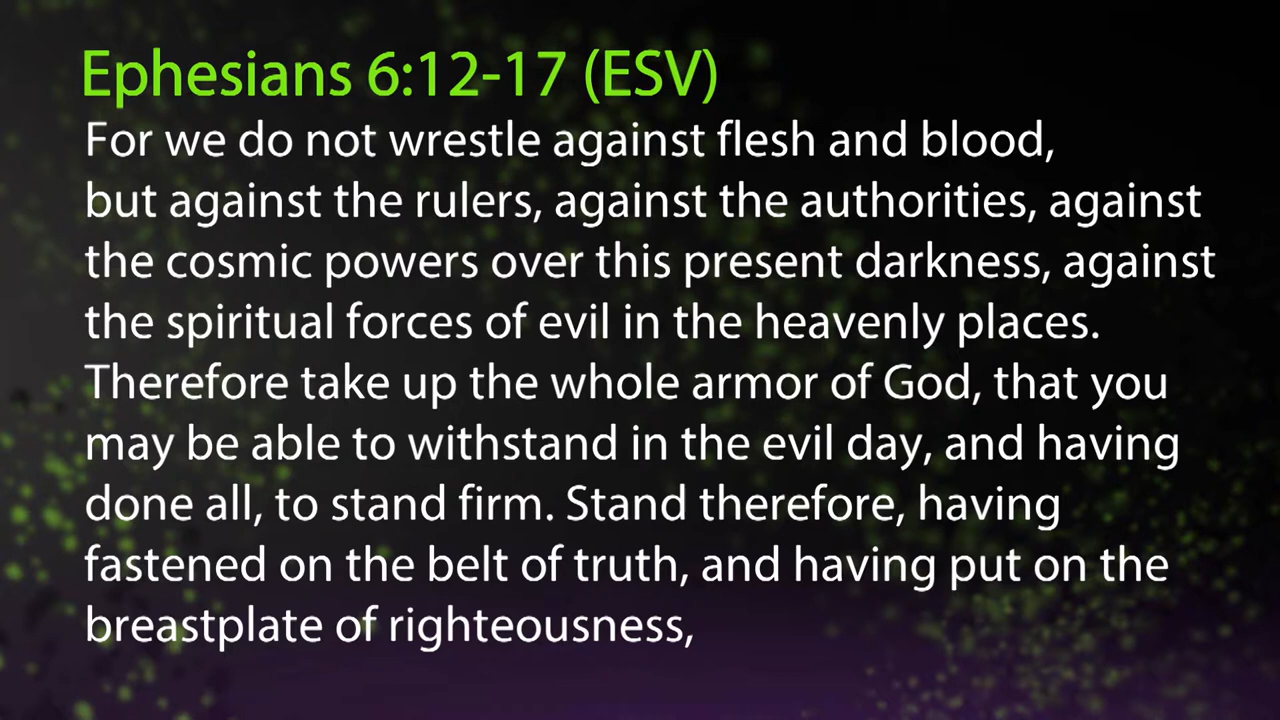 Ephesians 6:12-17 (ESV)
For we do not wrestle against flesh and blood,
but against the rulers, against the authorities, against
the cosmic powers over this present darkness, against
the spiritual forces of evil in the heavenly places.
Therefore take up the whole armor of God, that you
may be able to withstand in the evil day, and having
done all, to stand firm. Stand therefore, having
fastened on the belt of truth, and having put on the
breastplate of righteousness,